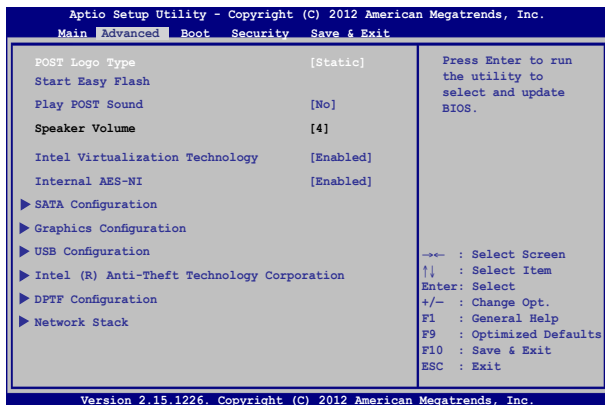 Aptio Setup Utility - Copyright (C) 2012 American Megatrends, Inc.
Main Advanced Boot Security Save & Exit
POST Logo Type [Static]
Start Easy Flash
Play POST Sound [No]
Speaker Volume [4]
Intel Virtualization Technology [Enabled]
Internal AES-NI [Enabled]
SATA Configuration
Graphics Configuration
USB Configuration
Intel (R) Anti-Theft Technology Corporation
DPTF Configuration
Network Stack
Press Enter to run
the utility to
select and update
BIOS.
→← : Select Screen
↑↓ : Select Item
Enter: Select
+/— : Change Opt.
F1 : General Help
F9 : Optimized Defaults
F10 : Save & Exit
ESC : Exit
Version 2.15.1226. Copyright (C) 2012 American Megatrends, Inc.